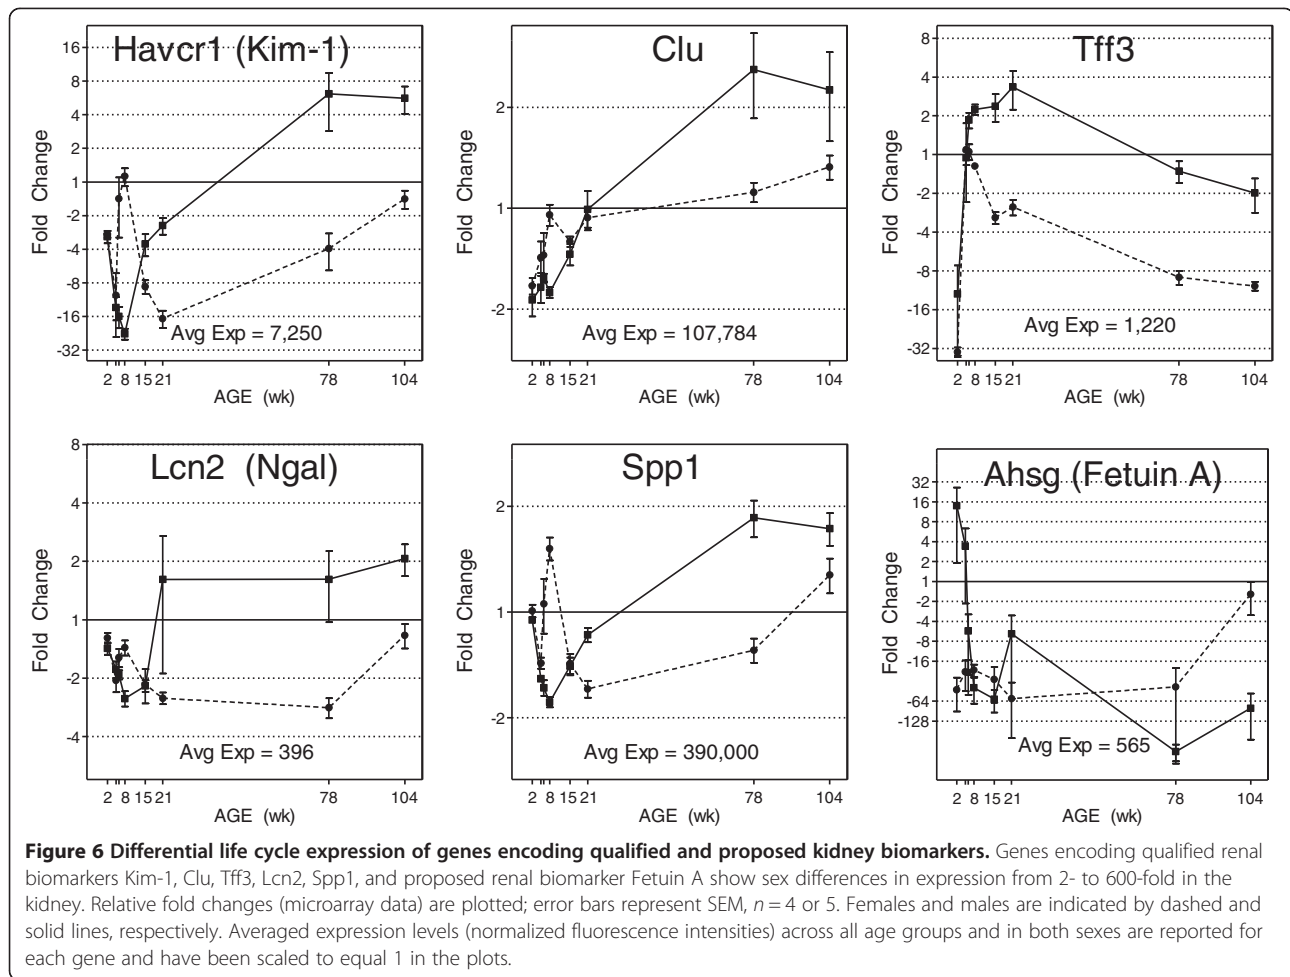 Havcr1 (Kim-1)
Fold Change
16
8
4
2
1
-2
-4
-8
-16
-32
Avg Exp = 7,250
2 8 15 21 78 104
AGE (wk)
Clu
Fold Change
2
1
-2
Avg Exp = 107,784
2 8 15 21 78 104
AGE (wk)
Tff3
Fold Change
8
4
2
1
-2
-4
-8
-16
-32
Avg Exp = 1,220
2 8 15 21 78 104
AGE (wk)
Lcn2 (Ngal)
Fold Change
8
4
2
1
-2
-4
Avg Exp = 396
2 8 15 21 78 104
AGE (wk)
Spp1
Fold Change
2
1
-2
Avg Exp = 390,000
2 8 15 21 78 104
AGE (wk)
Ahsg (Fetuin A)
Fold Change
32
16
8
4
2
1
-2
-4
-8
-16
-64
-128
Avg Exp = 565
2 8 15 21 78 104
AGE (wk)
Figure 6 Differential life cycle expression of genes encoding qualified and proposed kidney biomarkers. Genes encoding qualified renal
biomarkers Kim-1, Clu, Tff3, Lcn2, Spp1, and proposed renal biomarker Fetuin A show sex differences in expression from 2- to 600-fold in the
kidney. Relative fold changes (microarray data) are plotted; error bars represent SEM, n = 4 or 5. Females and males are indicated by dashed and
solid lines, respectively. Averaged expression levels (normalized fluorescence intensities) across all age groups and in both sexes are reported for
each gene and have been scaled to equal 1 in the plots.